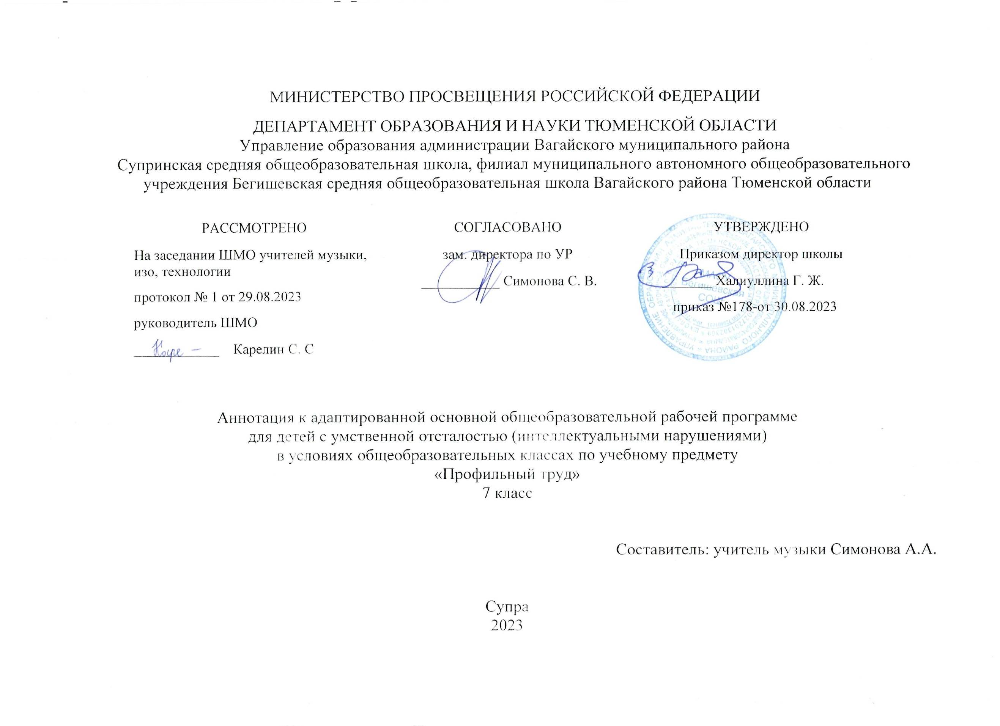 МИНИСТЕРСТВО ПРОСВЕЩЕНИЯ РОССИЙСКОЙ ФЕДЕРАЦИИ
ДЕПАРТАМЕНТ ОБРАЗОВАНИЯ И НАУКИ ТЮМЕНСКОЙ ОБЛАСТИ
Управление образования администрации Вагайского муниципального района
Супринская средняя общеобразовательная школа, филиал муниципального автономного общеобразовательного
учреждения Бегишевская средняя общеобразовательная школа Вагайского района Тюменской области
РАССМОТРЕНО
На заседании ШМО учителей музыки,
изо, технологии
протокол № 1 от 29.08.2023
руководитель ШМО
Карелин С. С
СОГЛАСОВАНО
зам. директора по УР
Симонова С. В.
УТВЕРЖДЕНО
Приказом директор школы
Халиуллина Г. Ж.
приказ №178-от 30.08.2023
Бегишевская
СОШ
Аннотация к адаптированной основной общеобразовательной рабочей программе
для детей с умственной отсталостью (интеллектуальными нарушениями)
в условиях общеобразовательных классах по учебному предмету
«Профильный труд»
7 класс
Составитель: учитель музыки Симонова А.А.
Супра
2023